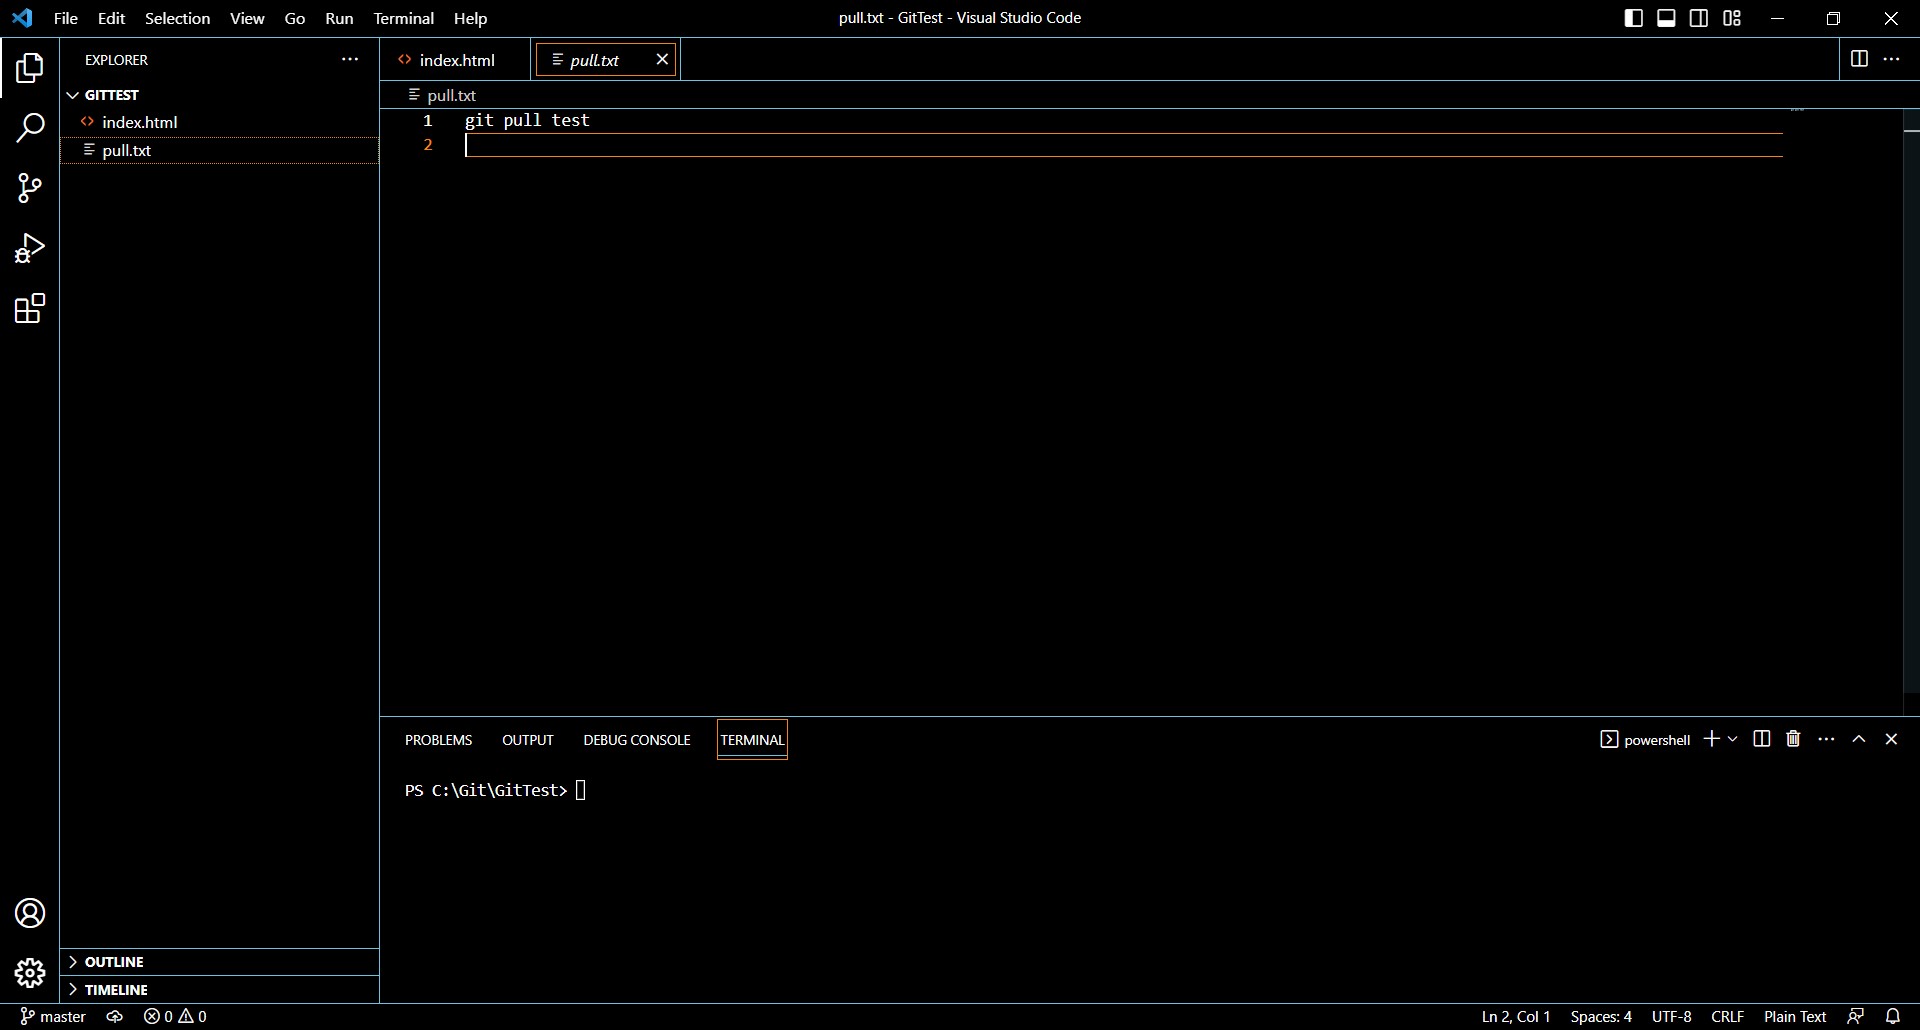 File Edit Selection View Go Run Terminal Help
pull.txt - GitTest - Visual Studio Code
EXPLORER
GITTEST
index.html
pull.txt
OUTLINE
TIMELINE
index.html
pull.txt
pull.txt
1 git pull test
2
PROBLEMS OUTPUT DEBUG CONSOLE TERMINAL
powershell
PS C:\Git\GitTest>
master 0 0
Ln 2, Col 1 Spaces: 4 UTF-8 CRLF Plain Text